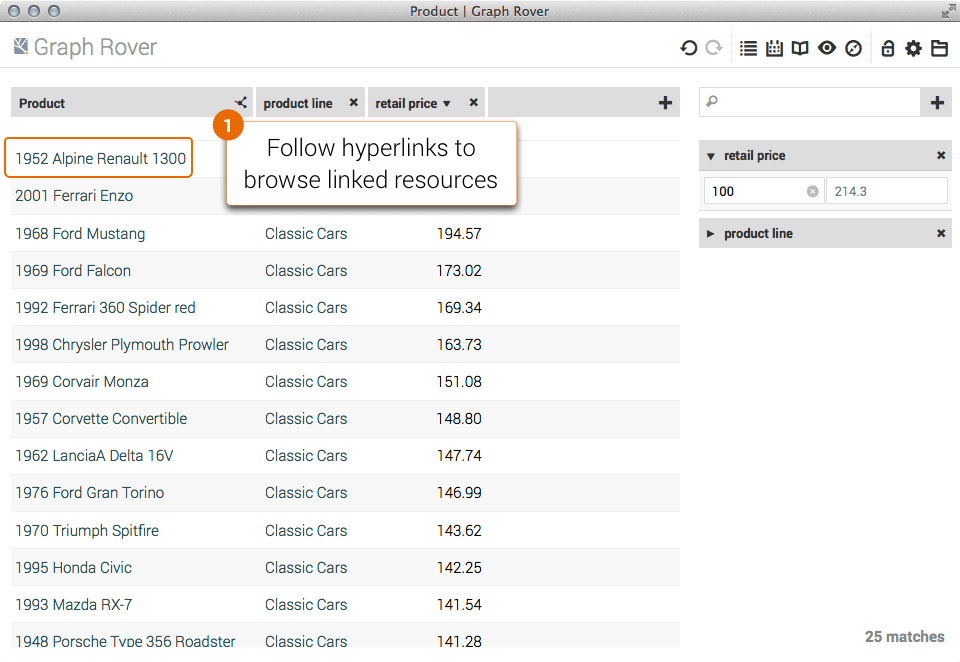 Product | Graph Rover
Graph Rover
Product product line retail price
1
Follow hyperlinks to
browse linked resources
1952 Alpine Renault 1300
2001 Ferrari Enzo
1968 Ford Mustang Classic Cars 194.57
1969 Ford Falcon Classic Cars 173.02
1992 Ferrari 360 Spider red Classic Cars 169.34
1998 Chrysler Plymouth Prowler Classic Cars 163.73
1969 Corvair Monza Classic Cars 151.08
1957 Corvette Convertible Classic Cars 148.80
1962 LanciaA Delta 16V Classic Cars 147.74
1976 Ford Gran Torino Classic Cars 146.99
1970 Triumph Spitfire Classic Cars 143.62
1995 Honda Civic Classic Cars 142.25
1993 Mazda RX-7 Classic Cars 141.54
1948 Porsche Type 356 Roadster Classic Cars 141.28
retail price
100 214.3
product line
25 matches